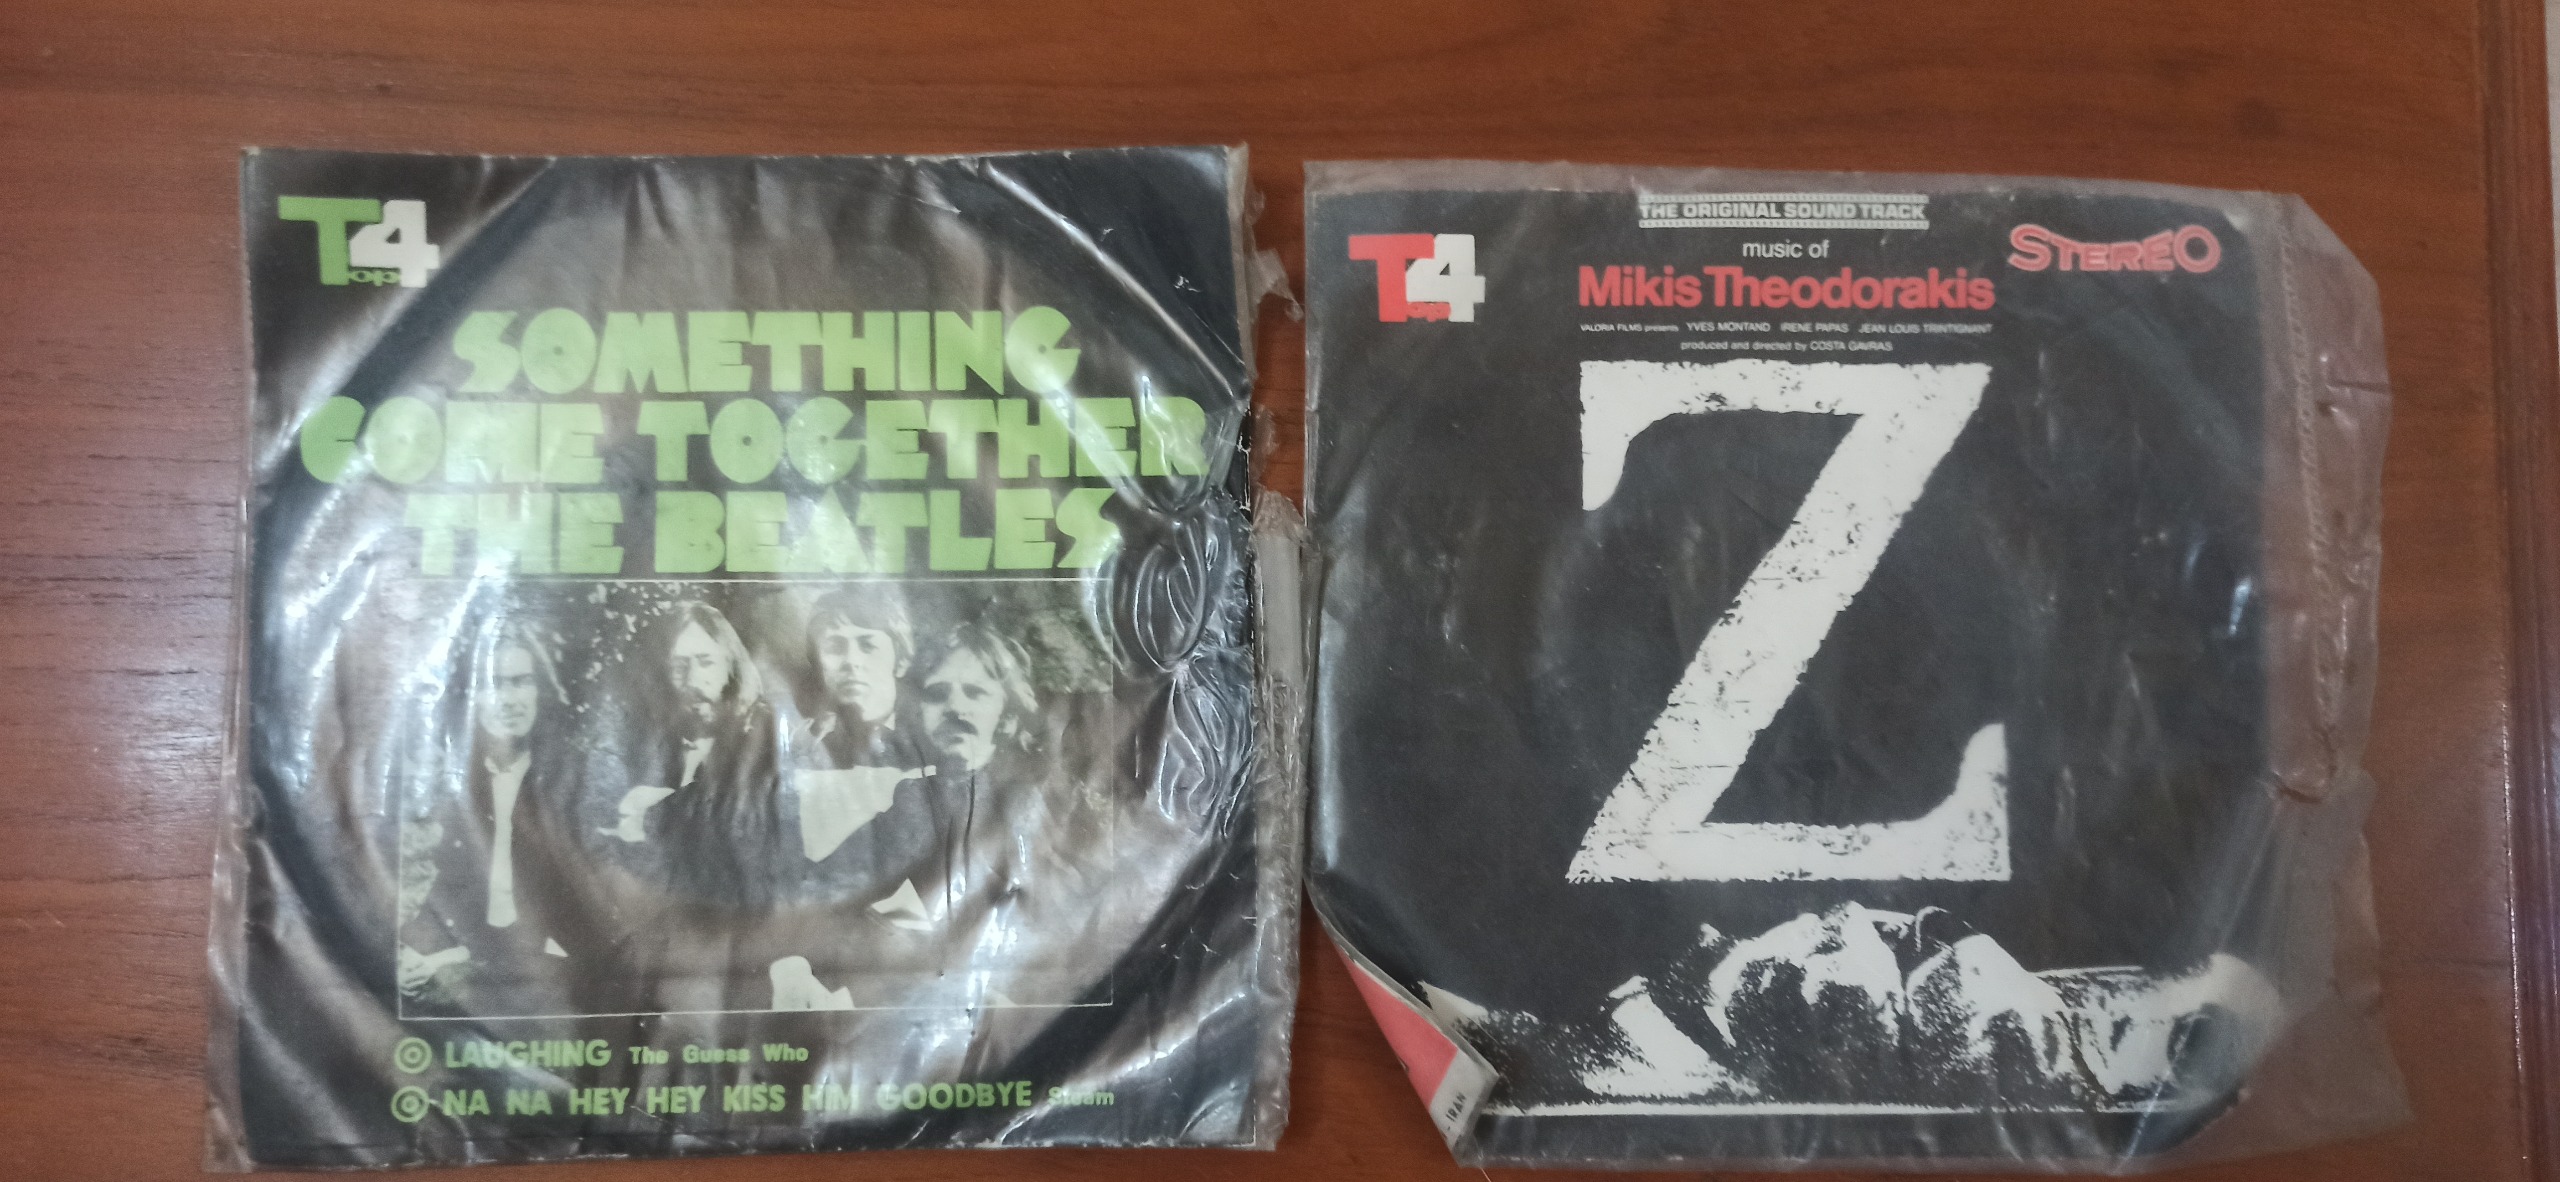 Top 4
SOMETHING
COME TOGETHER
THE BEATLES
LAUGHING The Guess Who
NA NA HEY HEY KISS HIM GOODBYE Steam
THE ORIGINAL SOUND TRACK
Top 4
music of
STEREO
Mikis Theodorakis
VALORIA FILMS presents YVES MONTAND IRENE PAPAS JEAN LOUIS TRINTIGNANT
produced and directed by COSTA GAVRAS
Z
- IRAN